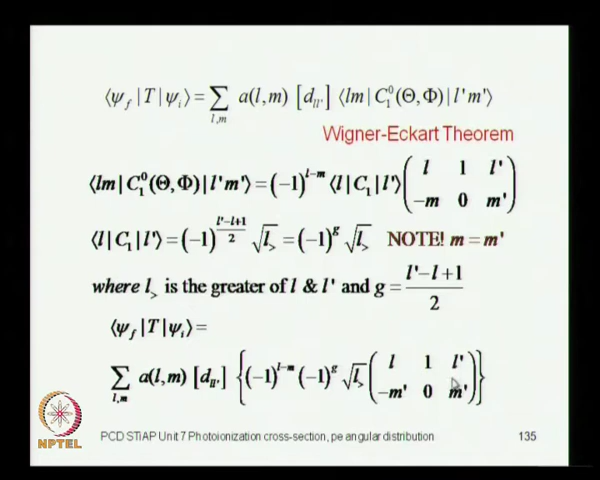 ⟨ψ_f | T | ψ_i⟩ = ∑_{l,m} a(l,m) [d_{ll'}] ⟨lm | C_1^0(Θ,Φ) | l'm'⟩
Wigner-Eckart Theorem
⟨lm | C_1^0(Θ,Φ) | l'm'⟩ = (−1)^{l−m} ⟨l | C_1 | l'⟩ ( l 1 l' ; −m 0 m' )
⟨l | C_1 | l'⟩ = (−1)^{(l'−l+1)/2} √l_> = (−1)^g √l_> NOTE! m = m'
where l_> is the greater of l & l' and g = (l'−l+1)/2
⟨ψ_f | T | ψ_i⟩ =
∑_{l,m} a(l,m) [d_{ll'}] { (−1)^{l−m} (−1)^g √l_> ( l 1 l' ; −m' 0 m' ) }
NPTEL
PCD STiAP Unit 7 Photoionization cross-section, pe angular distribution 135